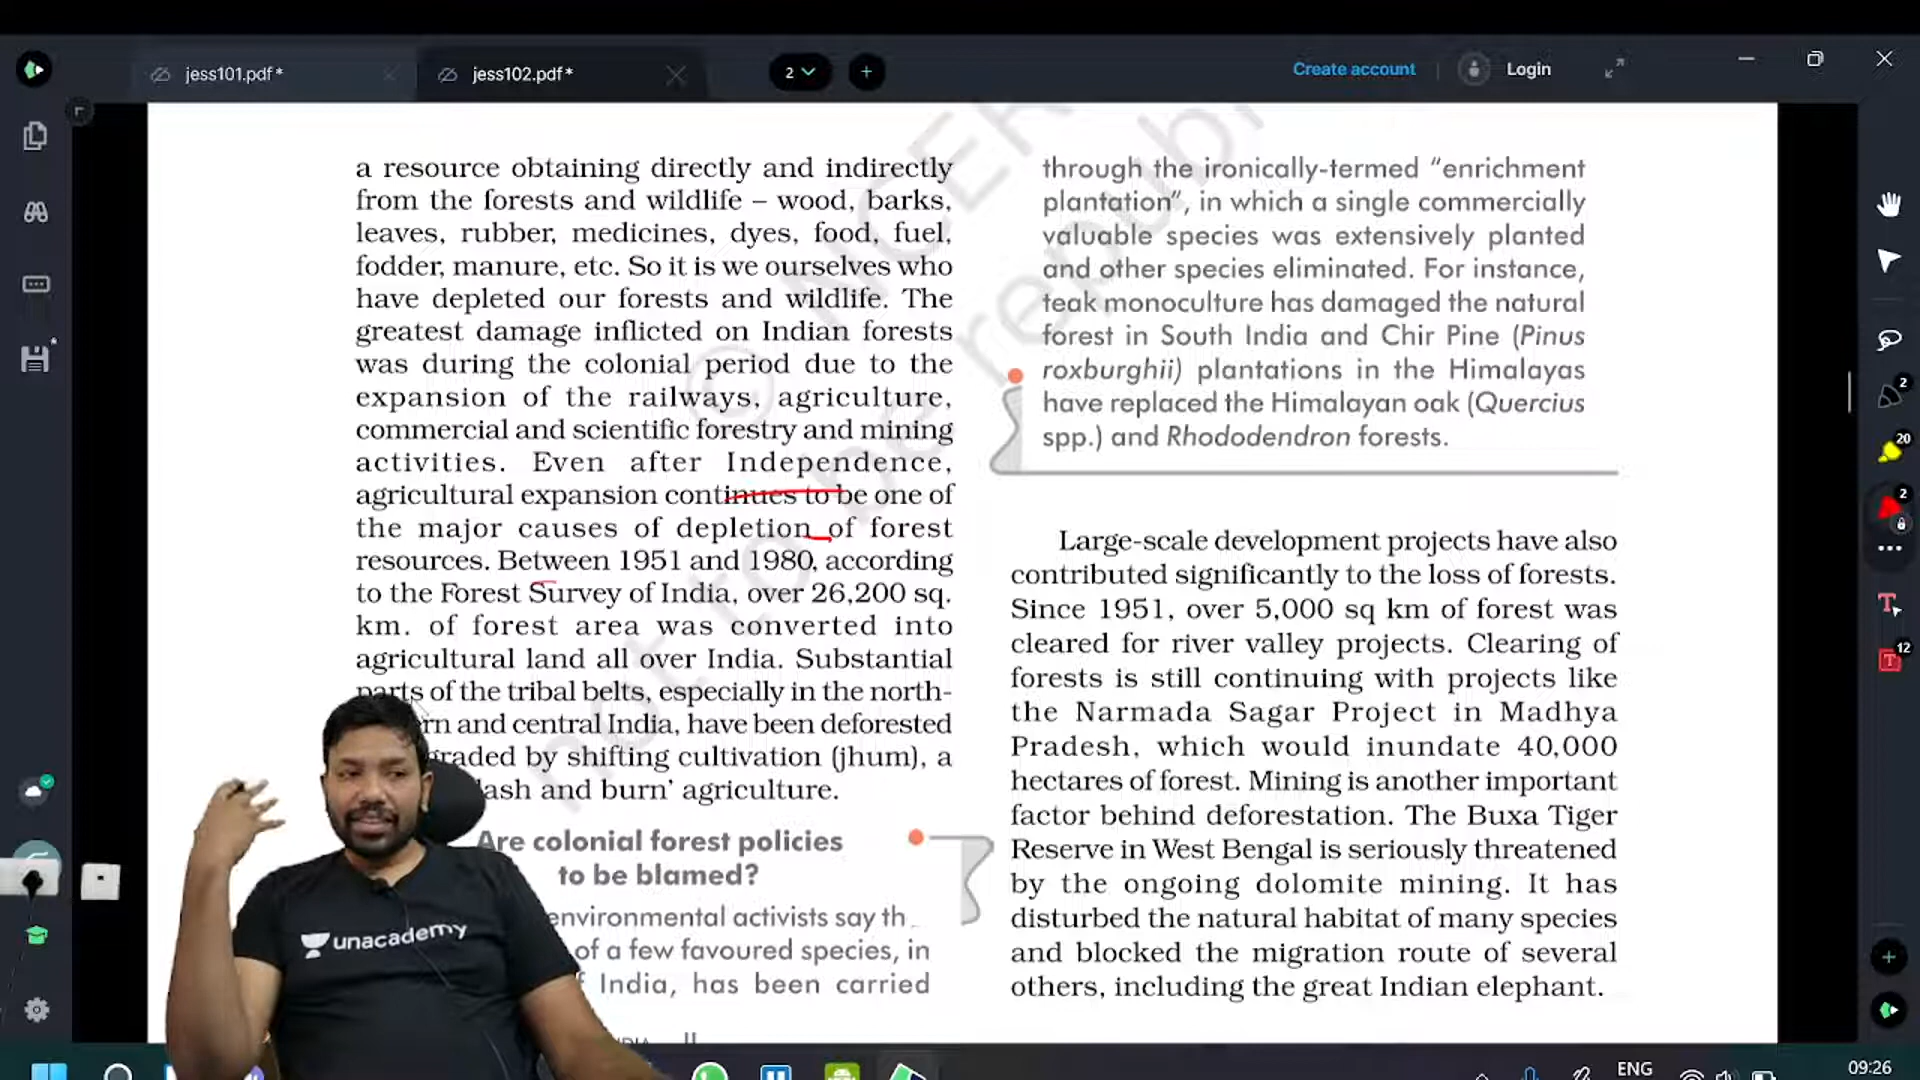 jess101.pdf *
jess102.pdf *
2
Create account
Login
a resource obtaining directly and indirectly
from the forests and wildlife – wood, barks,
leaves, rubber, medicines, dyes, food, fuel,
fodder, manure, etc. So it is we ourselves who
have depleted our forests and wildlife. The
greatest damage inflicted on Indian forests
was during the colonial period due to the
expansion of the railways, agriculture,
commercial and scientific forestry and mining
activities. Even after Independence,
agricultural expansion continues to be one of
the major causes of depletion of forest
resources. Between 1951 and 1980, according
to the Forest Survey of India, over 26,200 sq.
km. of forest area was converted into
agricultural land all over India. Substantial
parts of the tribal belts, especially in the north-
rn and central India, have been deforested
graded by shifting cultivation (jhum), a
ash and burn’ agriculture.
Are colonial forest policies
to be blamed?
environmental activists say th
of a few favoured species, in
India, has been carried
through the ironically-termed “enrichment
plantation”, in which a single commercially
valuable species was extensively planted
and other species eliminated. For instance,
teak monoculture has damaged the natural
forest in South India and Chir Pine (Pinus
roxburghii) plantations in the Himalayas
have replaced the Himalayan oak (Quercius
spp.) and Rhododendron forests.
Large-scale development projects have also
contributed significantly to the loss of forests.
Since 1951, over 5,000 sq km of forest was
cleared for river valley projects. Clearing of
forests is still continuing with projects like
the Narmada Sagar Project in Madhya
Pradesh, which would inundate 40,000
hectares of forest. Mining is another important
factor behind deforestation. The Buxa Tiger
Reserve in West Bengal is seriously threatened
by the ongoing dolomite mining. It has
disturbed the natural habitat of many species
and blocked the migration route of several
others, including the great Indian elephant.
© NCER
not to be republi
unacademy
2
20
2
12
ENG
09:26